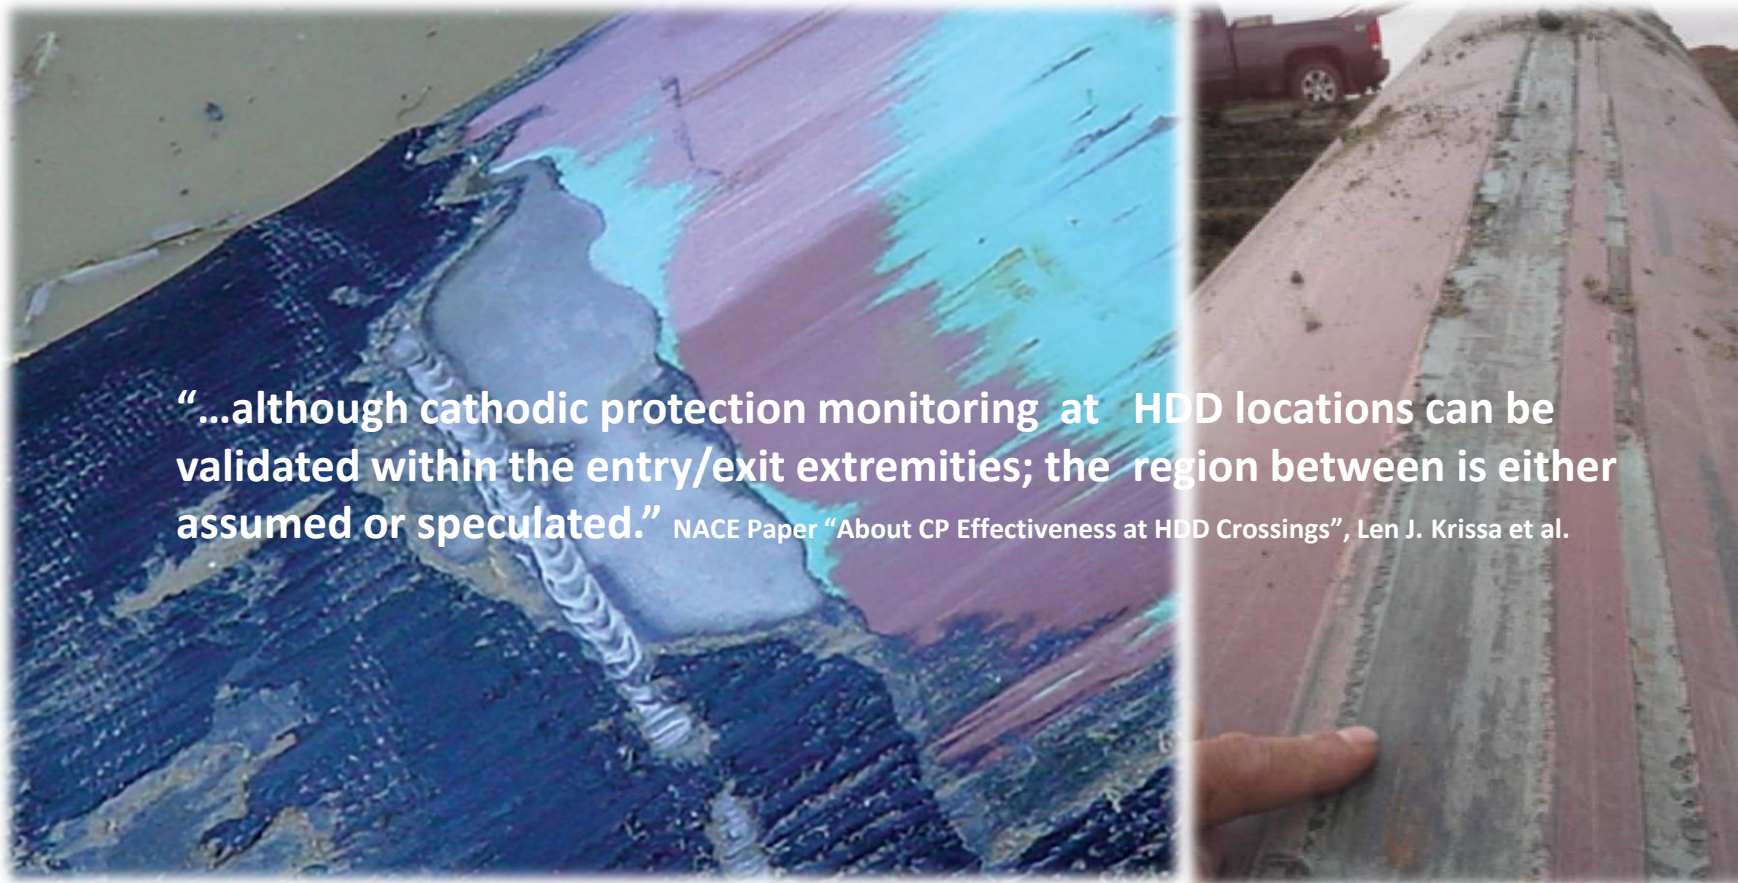 “…although cathodic protection monitoring at HDD locations can be
validated within the entry/exit extremities; the region between is either
assumed or speculated.” NACE Paper “About CP Effectiveness at HDD Crossings”, Len J. Krissa et al.